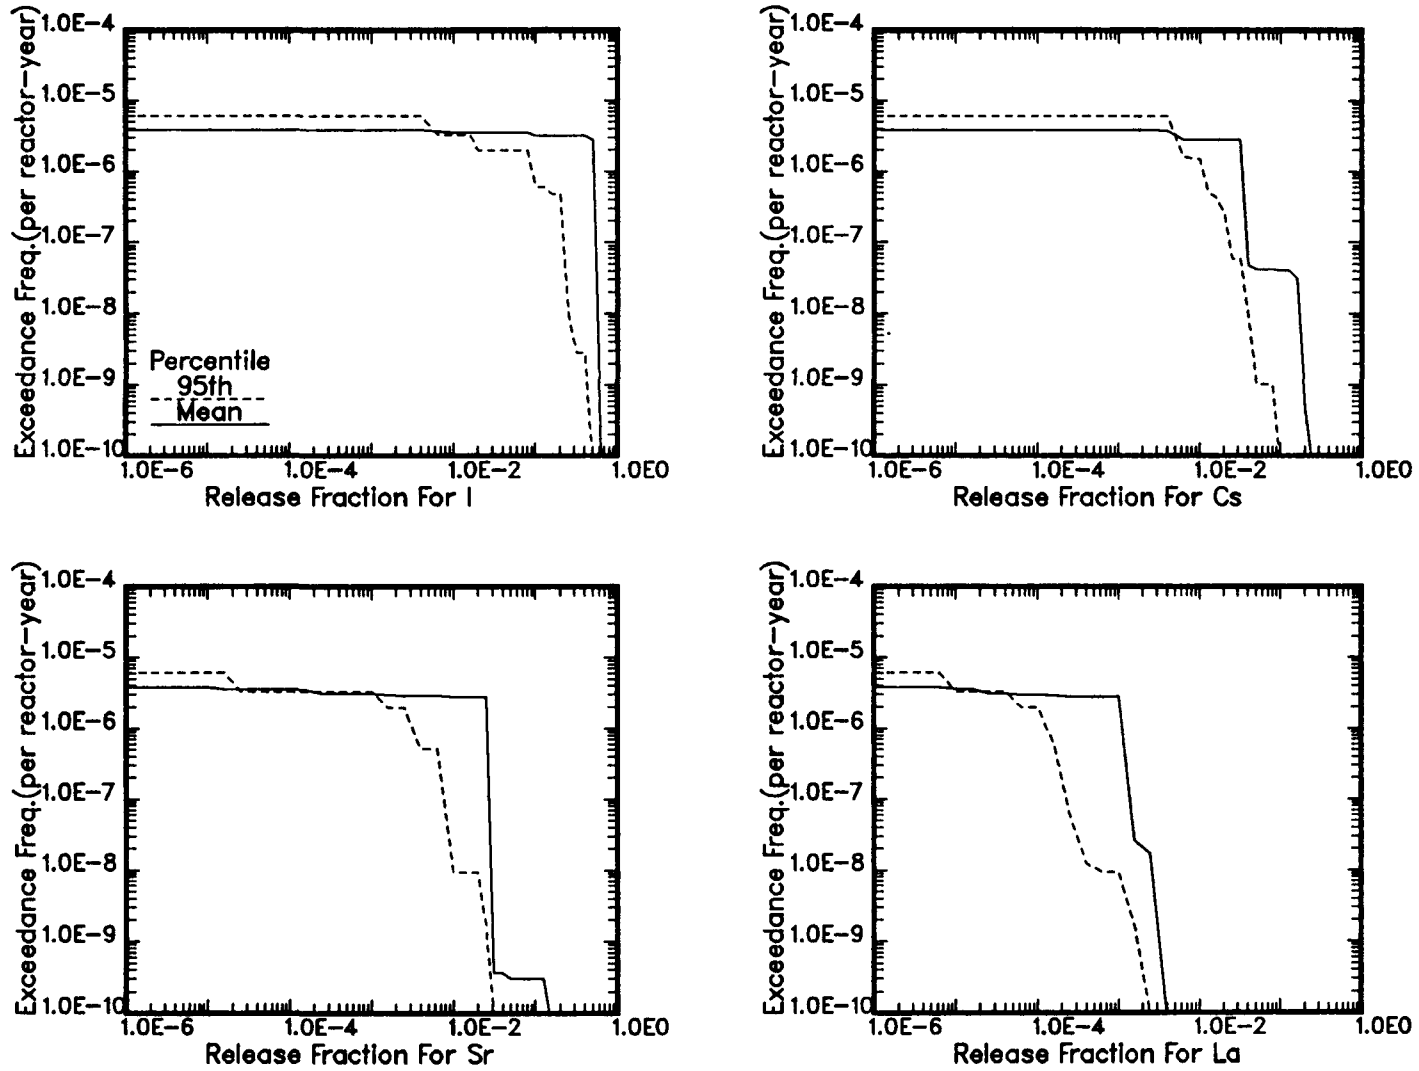 Exceedance Freq.(per reactor-year)
1.0E-4
1.0E-5
1.0E-6
1.0E-7
1.0E-8
1.0E-9
1.0E-10
Percentile
95th
Mean
1.0E-6 1.0E-4 1.0E-2 1.0E0
Release Fraction For I
Exceedance Freq.(per reactor-year)
1.0E-4
1.0E-5
1.0E-6
1.0E-7
1.0E-8
1.0E-9
1.0E-10
1.0E-6 1.0E-4 1.0E-2 1.0E0
Release Fraction For Cs
Exceedance Freq.(per reactor-year)
1.0E-4
1.0E-5
1.0E-6
1.0E-7
1.0E-8
1.0E-9
1.0E-10
1.0E-6 1.0E-4 1.0E-2 1.0E0
Release Fraction For Sr
Exceedance Freq.(per reactor-year)
1.0E-4
1.0E-5
1.0E-6
1.0E-7
1.0E-8
1.0E-9
1.0E-10
1.0E-6 1.0E-4 1.0E-2 1.0E0
Release Fraction For La